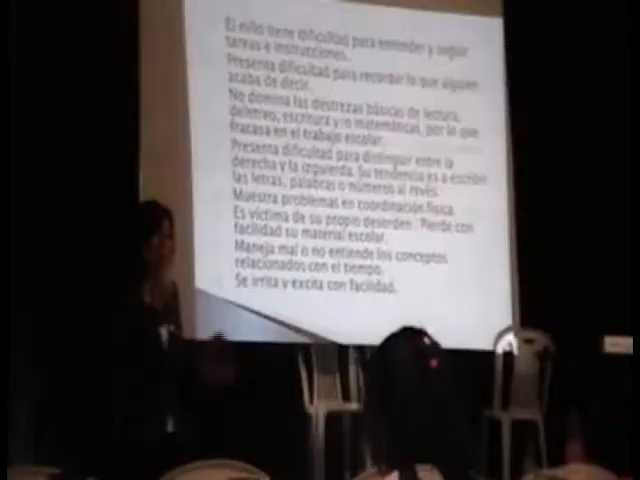 El niño tiene dificultad para entender y seguir
tareas e instrucciones.
Presenta dificultad para recordar lo que alguien
acaba de decir.
No domina las destrezas básicas de lectura,
deletreo, escritura y/o matemáticas, por lo que
fracasa en el trabajo escolar.
Presenta dificultad para distinguir entre la
derecha y la izquierda. Su tendencia es a escribir
las letras, palabras o números al revés.
Muestra problemas en coordinación física.
Es víctima de su propio desorden. Pierde con
facilidad su material escolar.
Maneja mal o no entiende los conceptos
relacionados con el tiempo.
Se irrita y excita con facilidad.